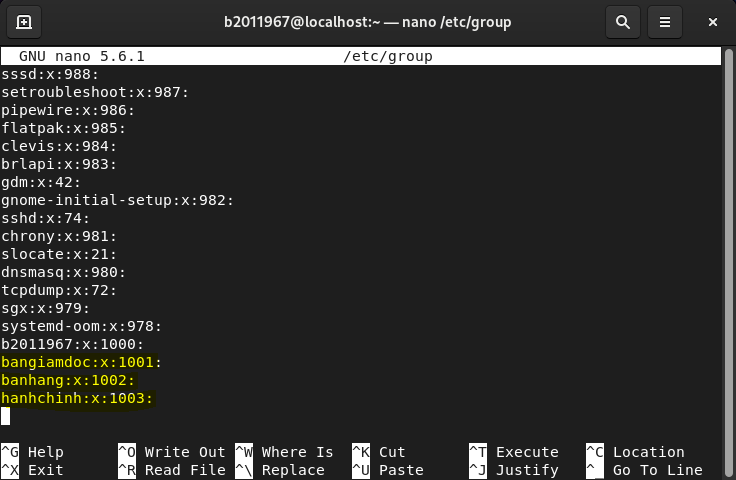 b2011967@localhost:~ — nano /etc/group
GNU nano 5.6.1 /etc/group
sssd:x:988:
setroubleshoot:x:987:
pipewire:x:986:
flatpak:x:985:
clevis:x:984:
brlapi:x:983:
gdm:x:42:
gnome-initial-setup:x:982:
sshd:x:74:
chrony:x:981:
slocate:x:21:
dnsmasq:x:980:
tcpdump:x:72:
sgx:x:979:
systemd-oom:x:978:
b2011967:x:1000:
bangiamdoc:x:1001:
banhang:x:1002:
hanhchinh:x:1003:
^G Help ^O Write Out ^W Where Is ^K Cut ^T Execute ^C Location
^X Exit ^R Read File ^\ Replace ^U Paste ^J Justify ^_ Go To Line